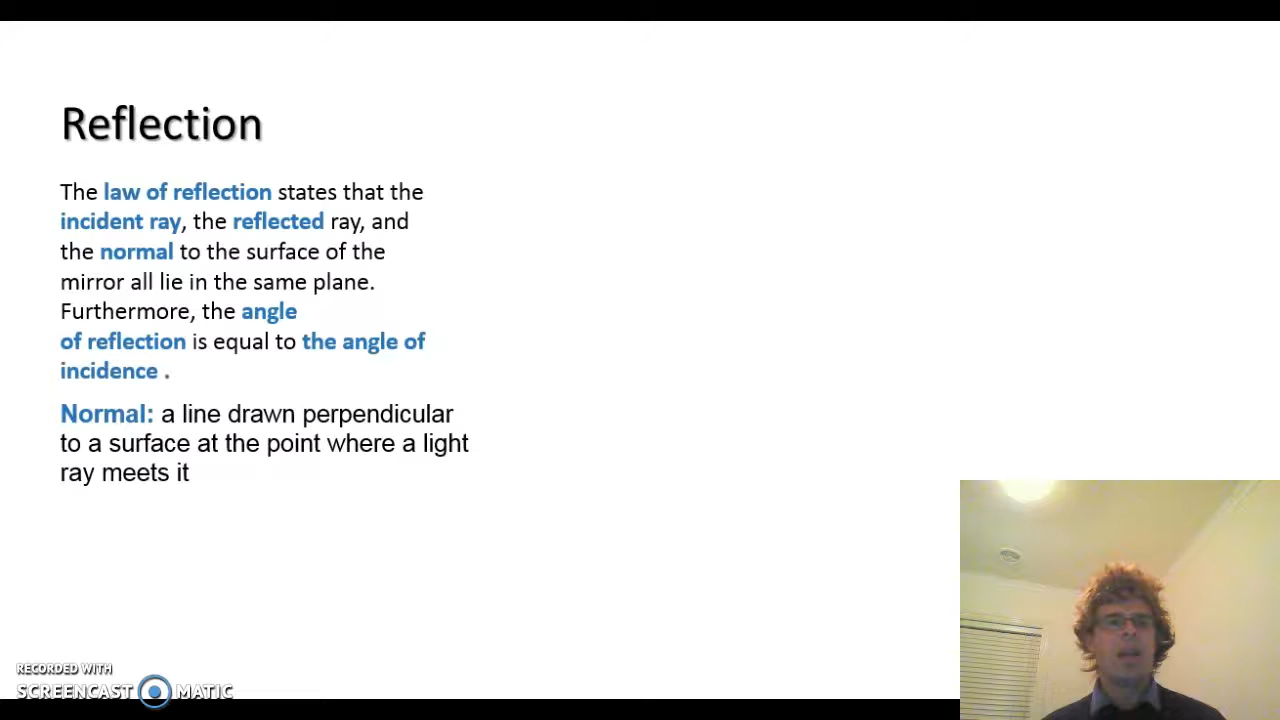 Reflection
The law of reflection states that the
incident ray, the reflected ray, and
the normal to the surface of the
mirror all lie in the same plane.
Furthermore, the angle
of reflection is equal to the angle of
incidence .
Normal: a line drawn perpendicular
to a surface at the point where a light
ray meets it
RECORDED WITH
SCREENCAST MATIC